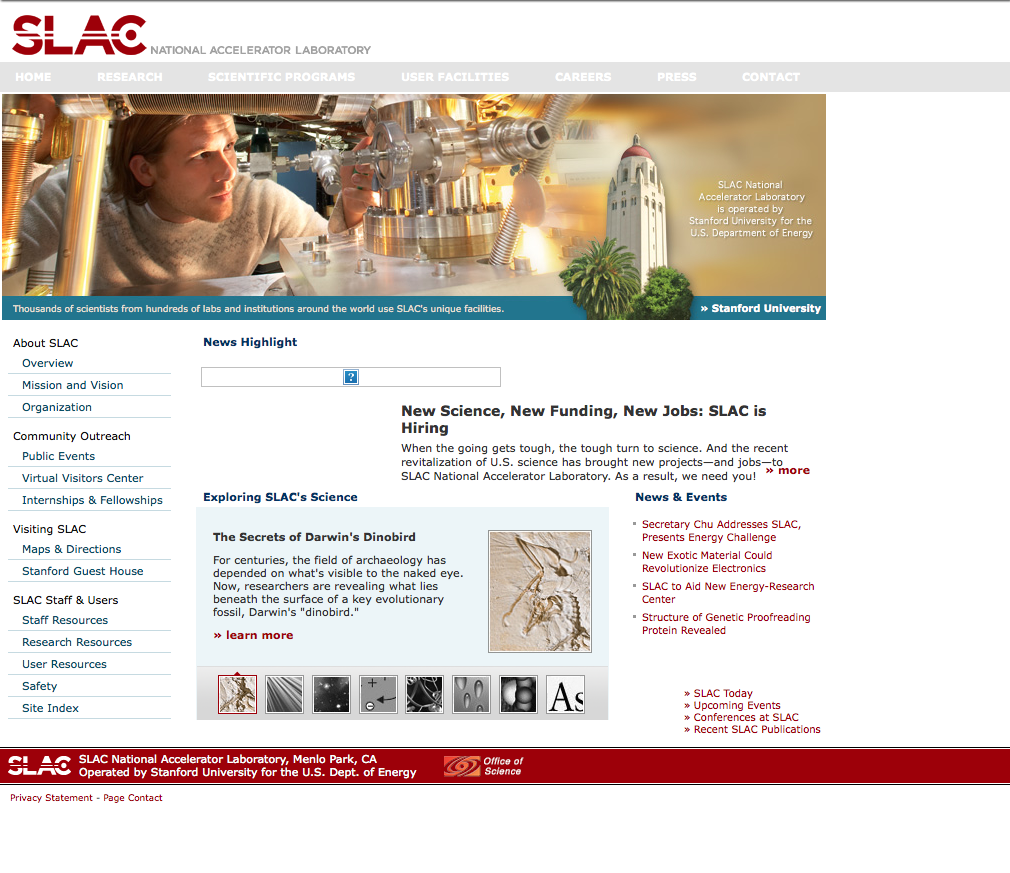 SLAC NATIONAL ACCELERATOR LABORATORY
HOME RESEARCH SCIENTIFIC PROGRAMS USER FACILITIES CAREERS PRESS CONTACT
SLAC National
Accelerator Laboratory
is operated by
Stanford University for the
U.S. Department of Energy
Thousands of scientists from hundreds of labs and institutions around the world use SLAC's unique facilities.
» Stanford University
About SLAC
Overview
Mission and Vision
Organization
Community Outreach
Public Events
Virtual Visitors Center
Internships & Fellowships
Visiting SLAC
Maps & Directions
Stanford Guest House
SLAC Staff & Users
Staff Resources
Research Resources
User Resources
Safety
Site Index
News Highlight
?
New Science, New Funding, New Jobs: SLAC is
Hiring
When the going gets tough, the tough turn to science. And the recent
revitalization of U.S. science has brought new projects—and jobs—to
SLAC National Accelerator Laboratory. As a result, we need you!
» more
Exploring SLAC's Science
The Secrets of Darwin's Dinobird
For centuries, the field of archaeology has
depended on what's visible to the naked eye.
Now, researchers are revealing what lies
beneath the surface of a key evolutionary
fossil, Darwin's "dinobird."
» learn more
As
News & Events
Secretary Chu Addresses SLAC,
Presents Energy Challenge
New Exotic Material Could
Revolutionize Electronics
SLAC to Aid New Energy-Research
Center
Structure of Genetic Proofreading
Protein Revealed
» SLAC Today
» Upcoming Events
» Conferences at SLAC
» Recent SLAC Publications
SLAC
SLAC National Accelerator Laboratory, Menlo Park, CA
Operated by Stanford University for the U.S. Dept. of Energy
Office of
Science
Privacy Statement - Page Contact